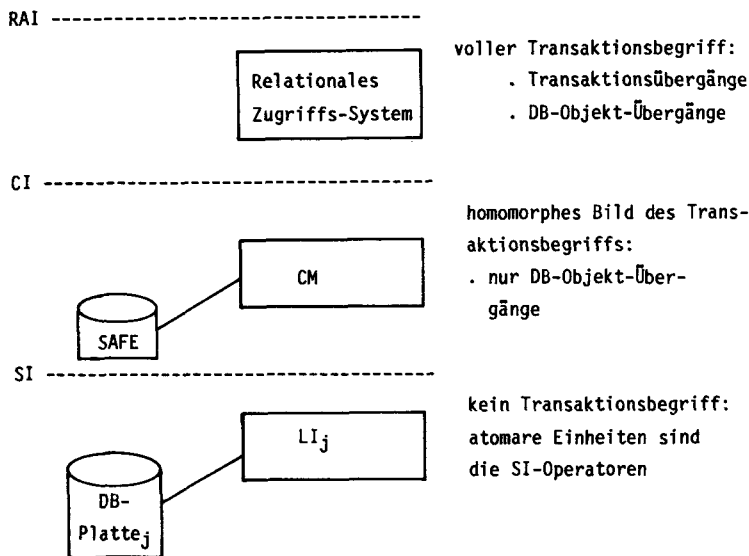 RAI
Relationales
Zugriffs-System
voller Transaktionsbegriff:
. Transaktionsübergänge
. DB-Objekt-Übergänge
CI
CM
SAFE
homomorphes Bild des Trans-
aktionsbegriffs:
. nur DB-Objekt-Über-
gänge
SI
LIj
DB-
Plattej
kein Transaktionsbegriff:
atomare Einheiten sind
die SI-Operatoren